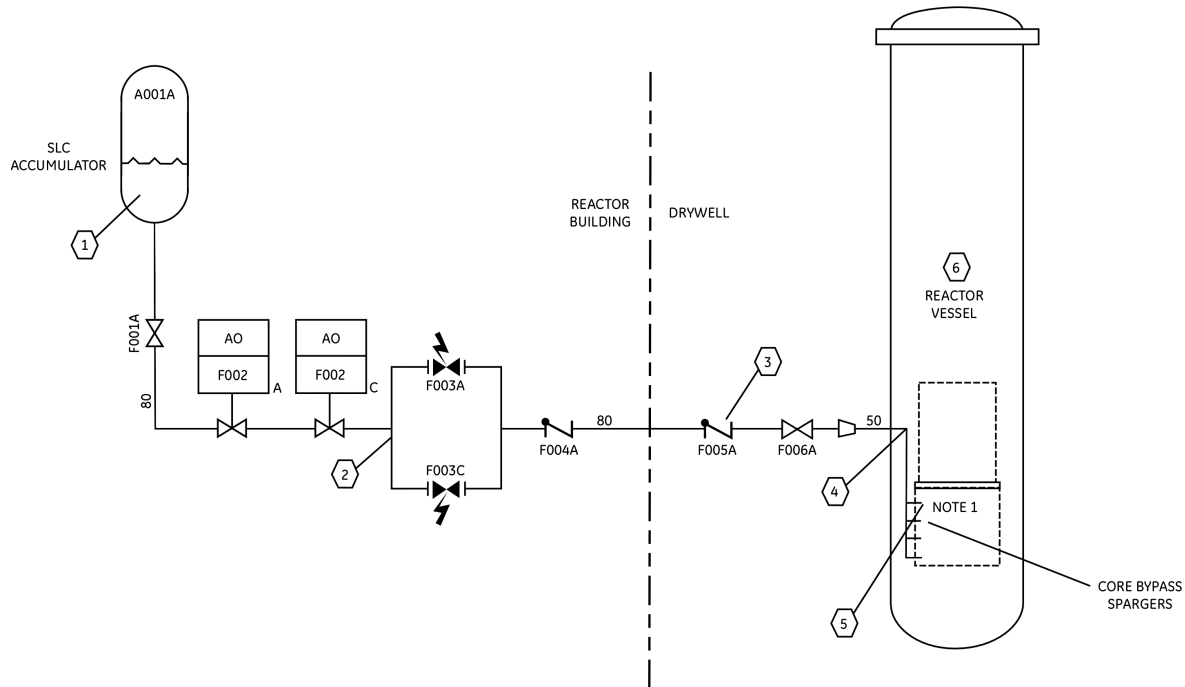 A001A
SLC
ACCUMULATOR
1
REACTOR
BUILDING
DRYWELL
6
REACTOR
VESSEL
F001A
80
AO
F002
A
AO
F002
C
F003A
F003C
2
F004A
80
3
F005A
F006A
50
4
NOTE 1
5
CORE BYPASS
SPARGERS